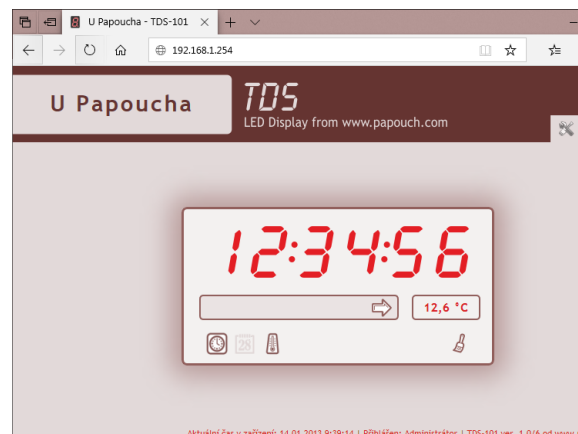 U Papoucha - TDS-101
192.168.1.254
U Papoucha
TDS
LED Display from www.papouch.com
12:34:56
12,6 °C
28
Aktuální čas v zařízení: 14.01.2013 9:29:14 | Přihlášen: Administrátor | TDS-101 ver. 1.0/6 od www